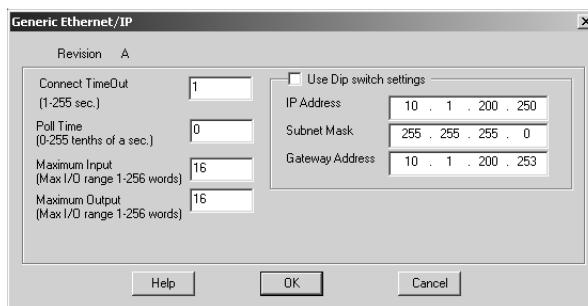 Generic Ethernet/IP
Revision A
Connect TimeOut
(1-255 sec.)
1
Poll Time
(0-255 tenths of a sec.)
0
Maximum Input
(Max I/O range 1-256 words)
16
Maximum Output
(Max I/O range 1-256 words)
16
Use Dip switch settings
IP Address
10 . 1 . 200 . 250
Subnet Mask
255 . 255 . 255 . 0
Gateway Address
10 . 1 . 200 . 253
Help
OK
Cancel